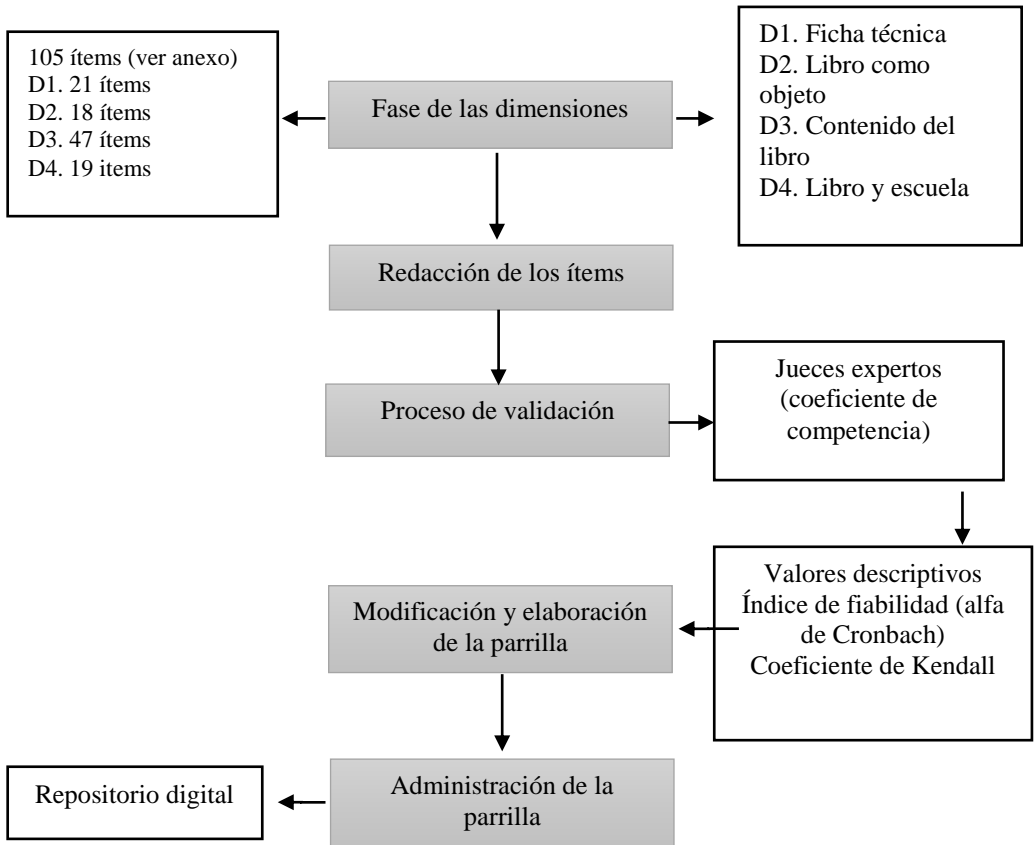 105 ítems (ver anexo)
D1. 21 ítems
D2. 18 ítems
D3. 47 ítems
D4. 19 items
Fase de las dimensiones
D1. Ficha técnica
D2. Libro como
objeto
D3. Contenido del
libro
D4. Libro y escuela
Redacción de los ítems
Proceso de validación
Jueces expertos
(coeficiente de
competencia)
Valores descriptivos
Índice de fiabilidad (alfa
de Cronbach)
Coeficiente de Kendall
Modificación y elaboración
de la parrilla
Administración de la
parrilla
Repositorio digital